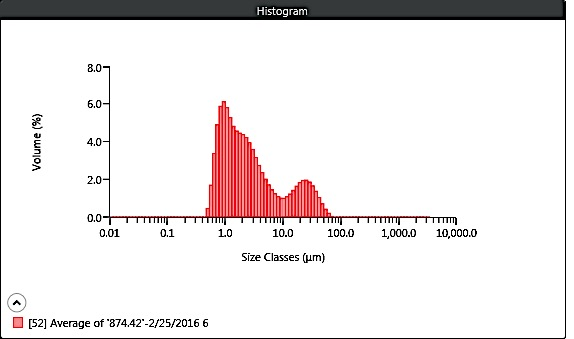 Histogram
8.0
6.0
4.0
2.0
0.0
Volume (%)
0.01 0.1 1.0 10.0 100.0 1,000.0 10,000.0
Size Classes (µm)
[52] Average of '874.42'-2/25/2016 6